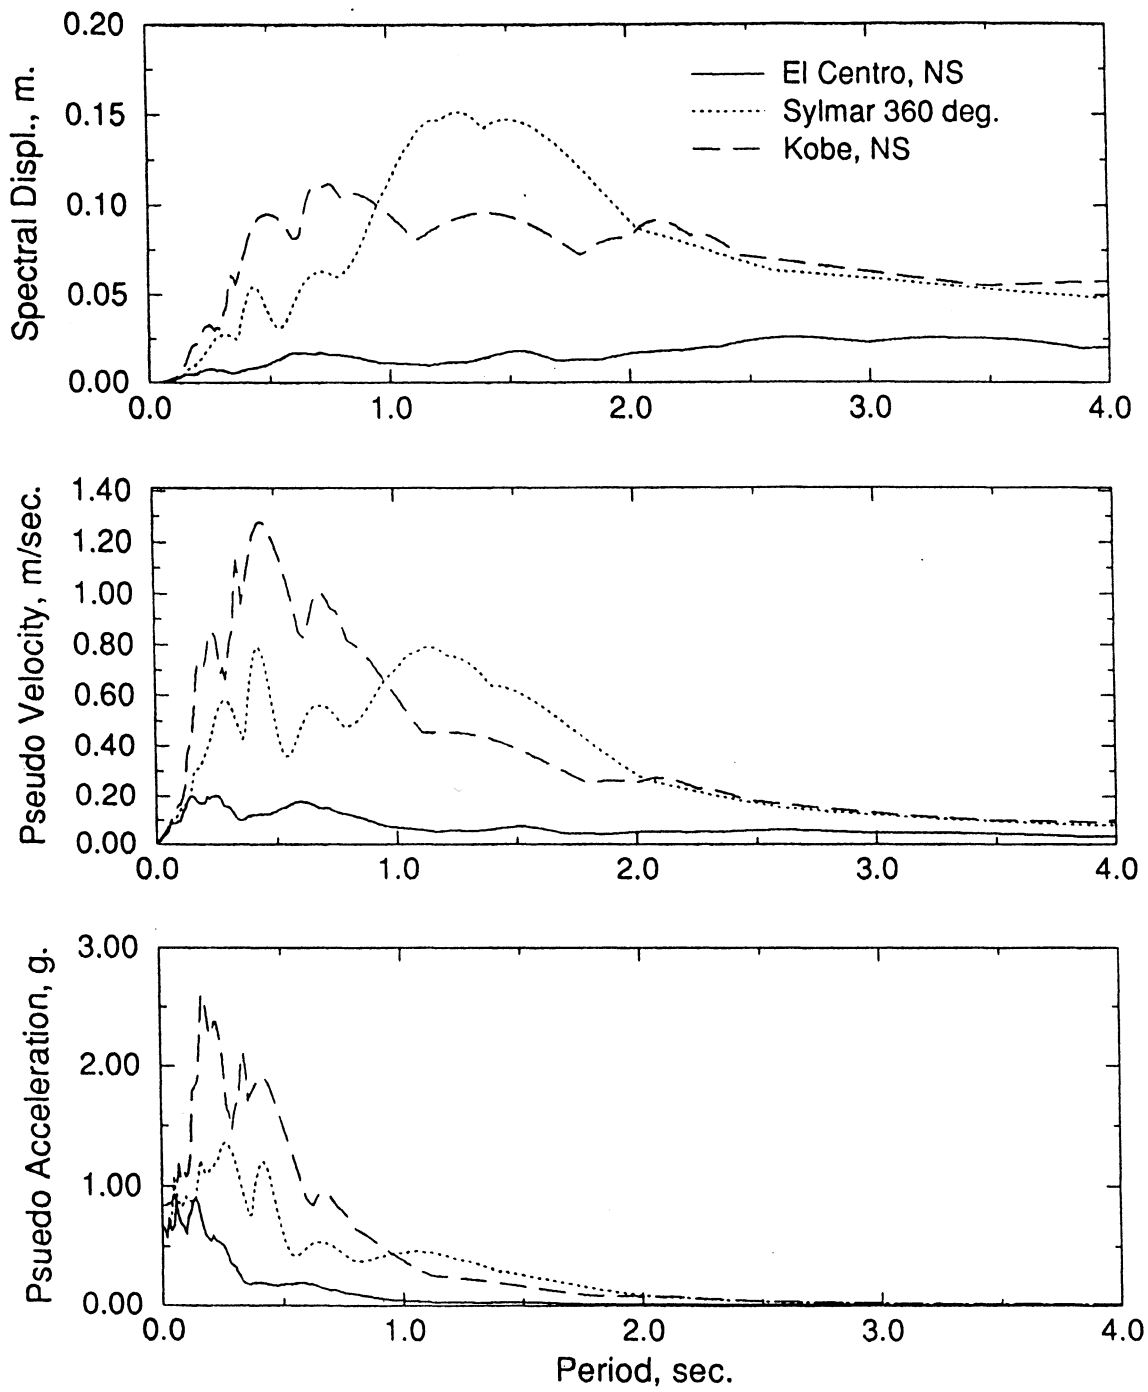 0.20
0.15
0.10
0.05
0.00
Spectral Displ., m.
El Centro, NS
Sylmar 360 deg.
Kobe, NS
0.0 1.0 2.0 3.0 4.0
1.40
1.20
1.00
0.80
0.60
0.40
0.20
0.00
Pseudo Velocity, m/sec.
0.0 1.0 2.0 3.0 4.0
3.00
2.00
1.00
0.00
Psuedo Acceleration, g.
0.0 1.0 2.0 3.0 4.0
Period, sec.